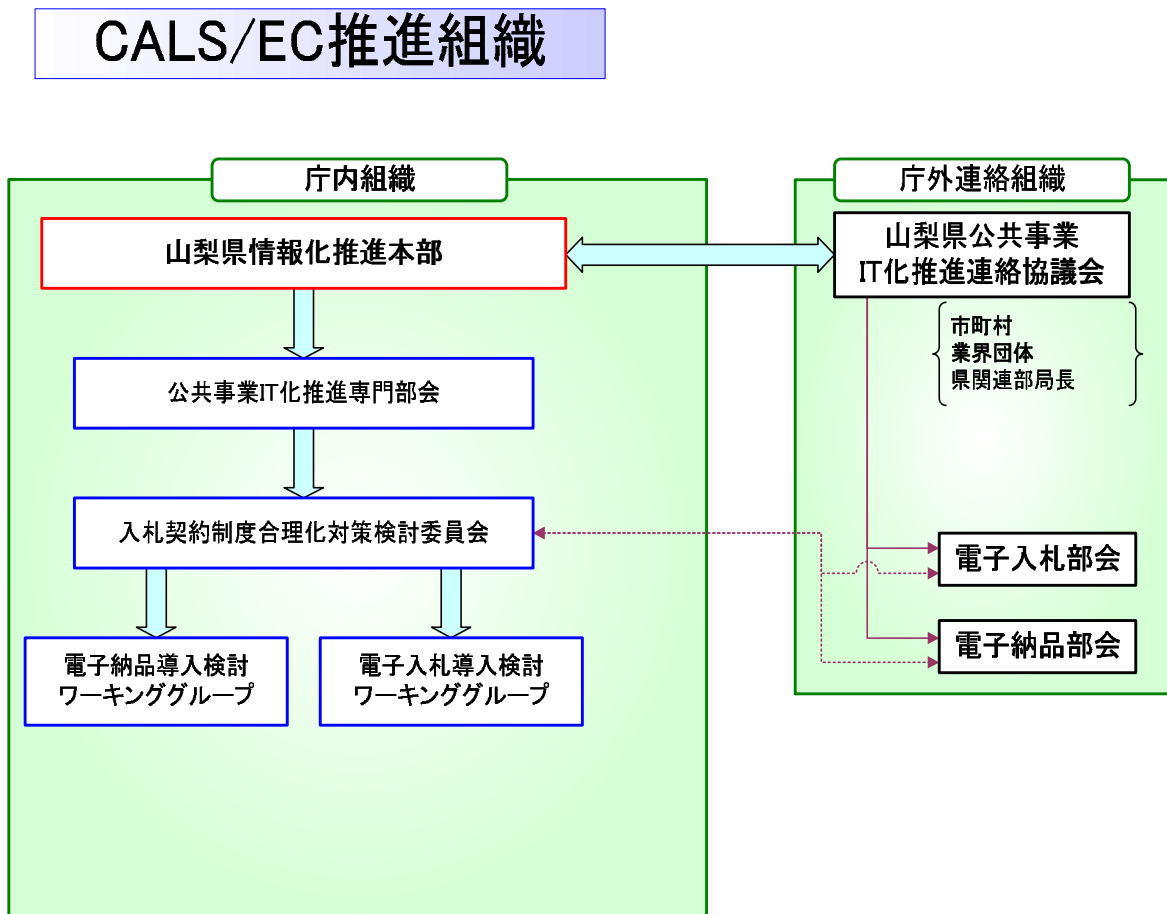 CALS/EC推進組織
庁内組織
山梨県情報化推進本部
公共事業IT化推進専門部会
入札契約制度合理化対策検討委員会
電子納品導入検討
ワーキンググループ
電子入札導入検討
ワーキンググループ
庁外連絡組織
山梨県公共事業
IT化推進連絡協議会
市町村
業界団体
県関連部局長
電子入札部会
電子納品部会